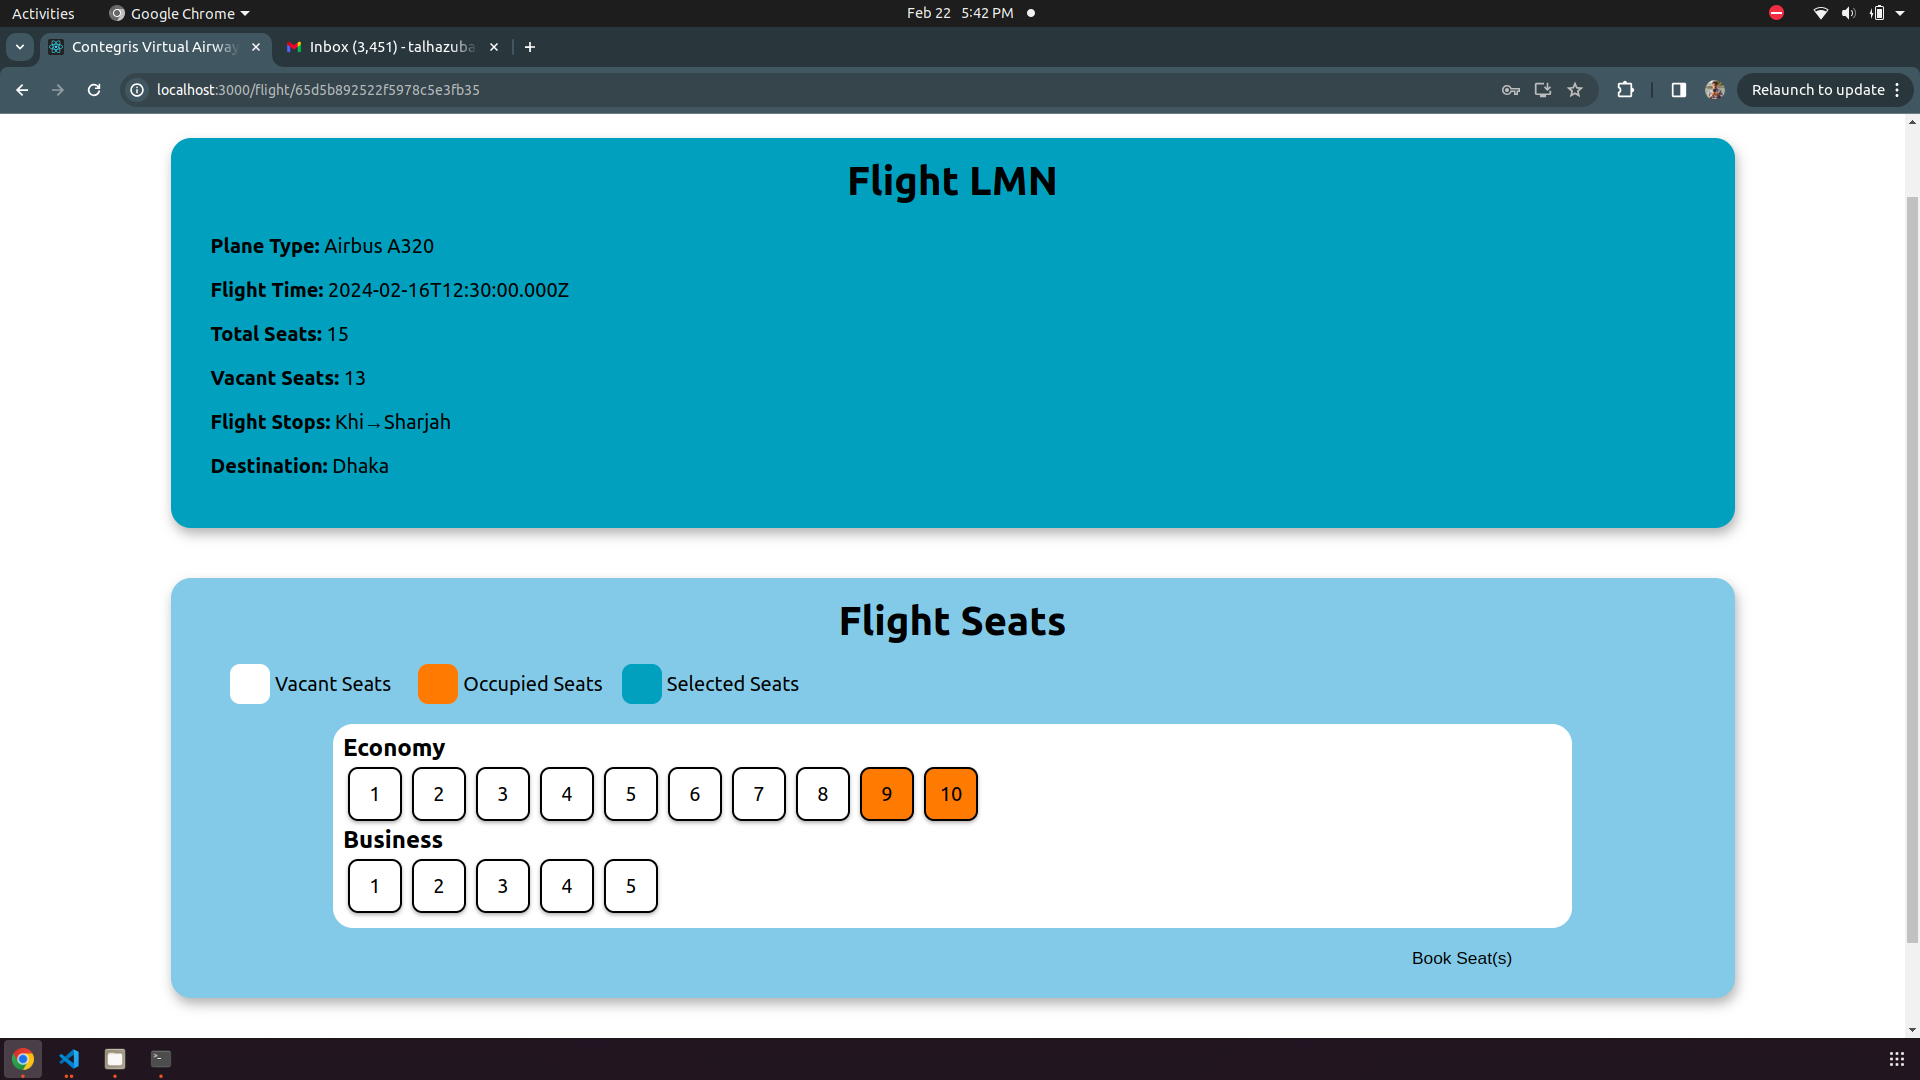 Activities Google Chrome Feb 22 5:42 PM
Contegris Virtual Airway Inbox (3,451) - talhazuba
localhost:3000/flight/65d5b892522f5978c5e3fb35 Relaunch to update
Flight LMN
Plane Type: Airbus A320
Flight Time: 2024-02-16T12:30:00.000Z
Total Seats: 15
Vacant Seats: 13
Flight Stops: Khi→Sharjah
Destination: Dhaka
Flight Seats
Vacant Seats Occupied Seats Selected Seats
Economy
1 2 3 4 5 6 7 8 9 10
Business
1 2 3 4 5
Book Seat(s)